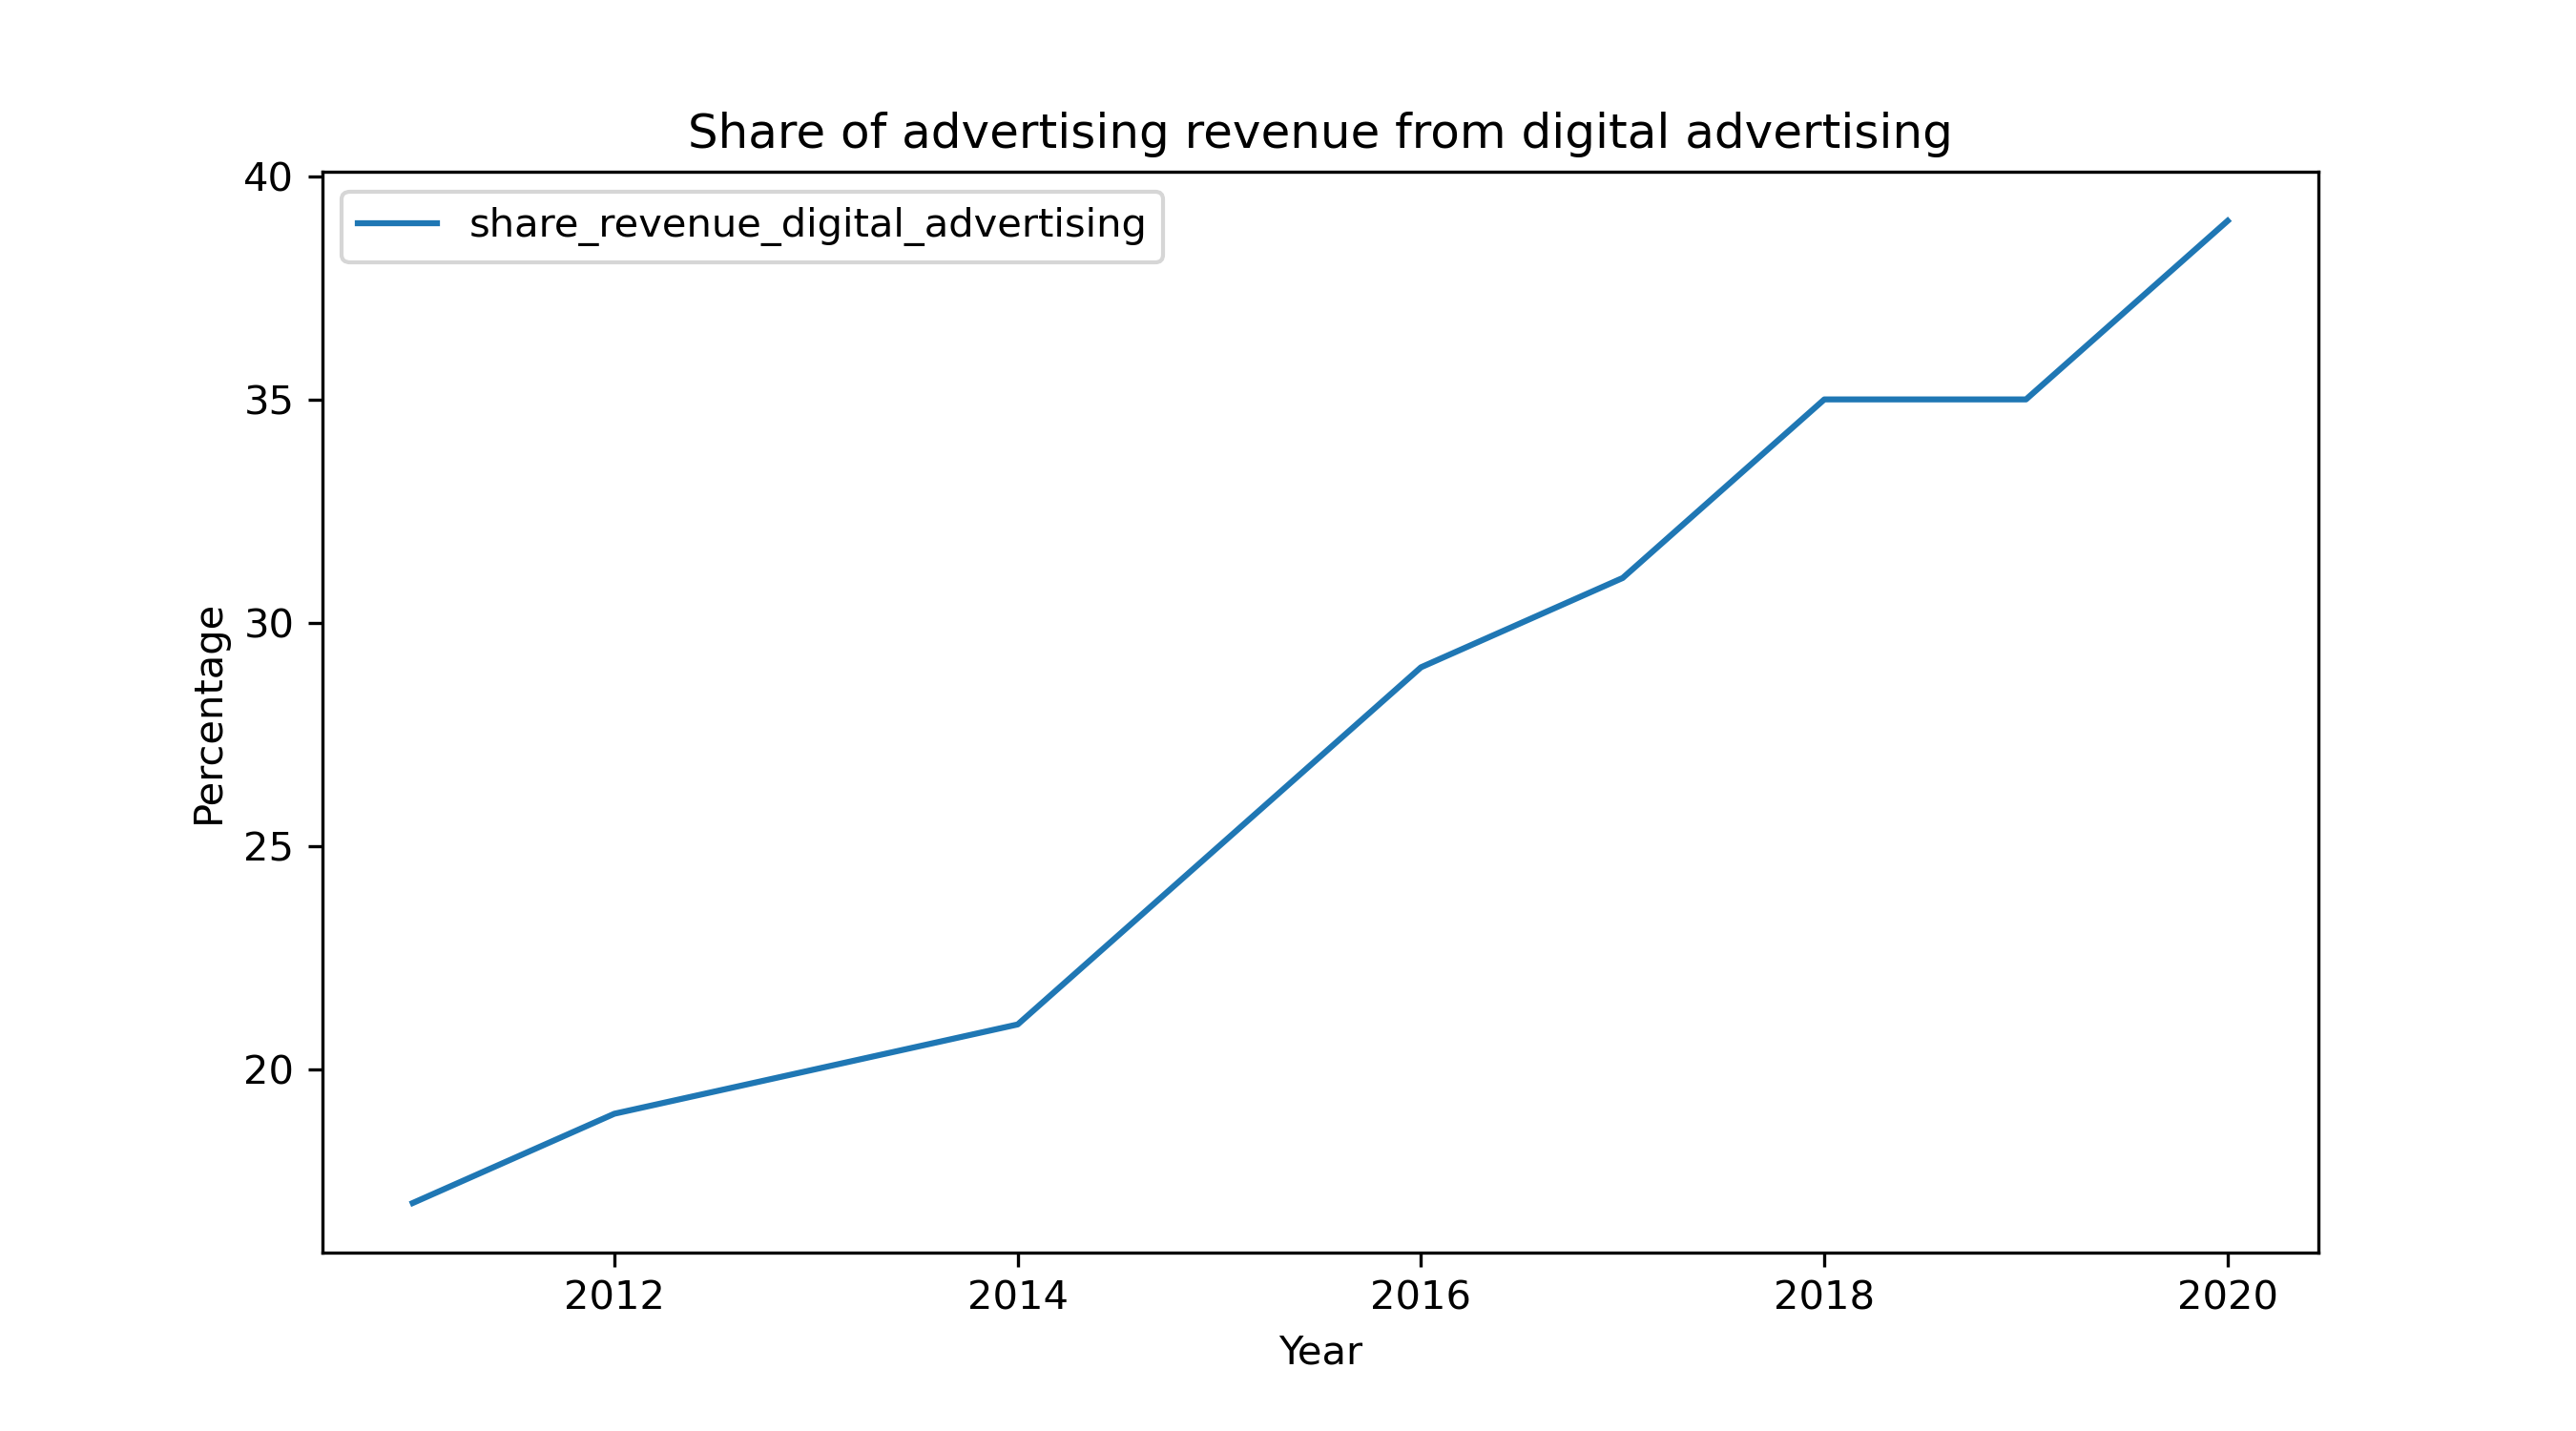 Share of advertising revenue from digital advertising
share_revenue_digital_advertising
Percentage
40
35
30
25
20
2012 2014 2016 2018 2020
Year